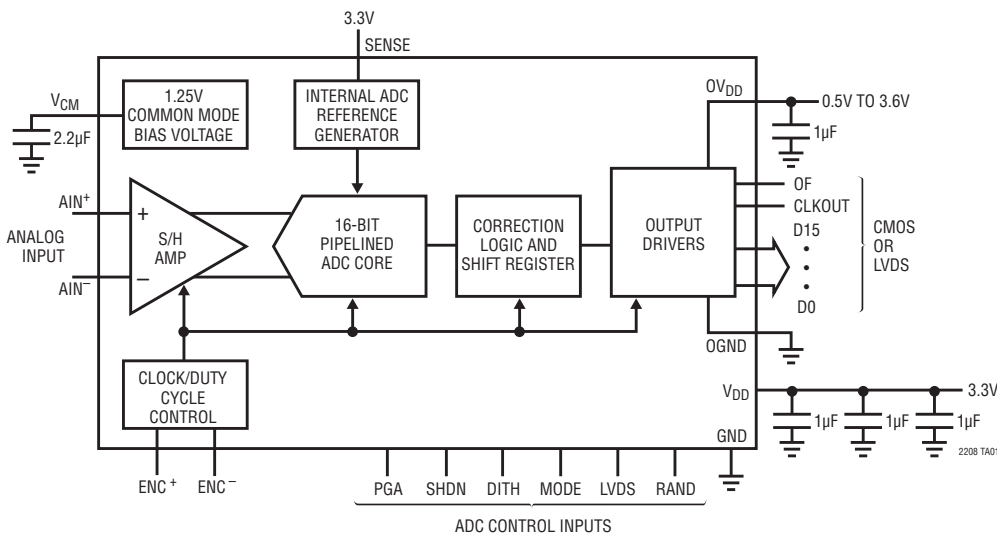 3.3V
SENSE
V_CM
2.2µF
1.25V
COMMON MODE
BIAS VOLTAGE
INTERNAL ADC
REFERENCE
GENERATOR
OV_DD
0.5V TO 3.6V
1µF
AIN+
ANALOG
INPUT
AIN–
+
–
S/H
AMP
16-BIT
PIPELINED
ADC CORE
CORRECTION
LOGIC AND
SHIFT REGISTER
OUTPUT
DRIVERS
OF
CLKOUT
D15
•
•
•
D0
CMOS
OR
LVDS
OGND
CLOCK/DUTY
CYCLE
CONTROL
V_DD
3.3V
1µF 1µF 1µF
GND
2208 TA01
ENC+ ENC–
PGA SHDN DITH MODE LVDS RAND
ADC CONTROL INPUTS